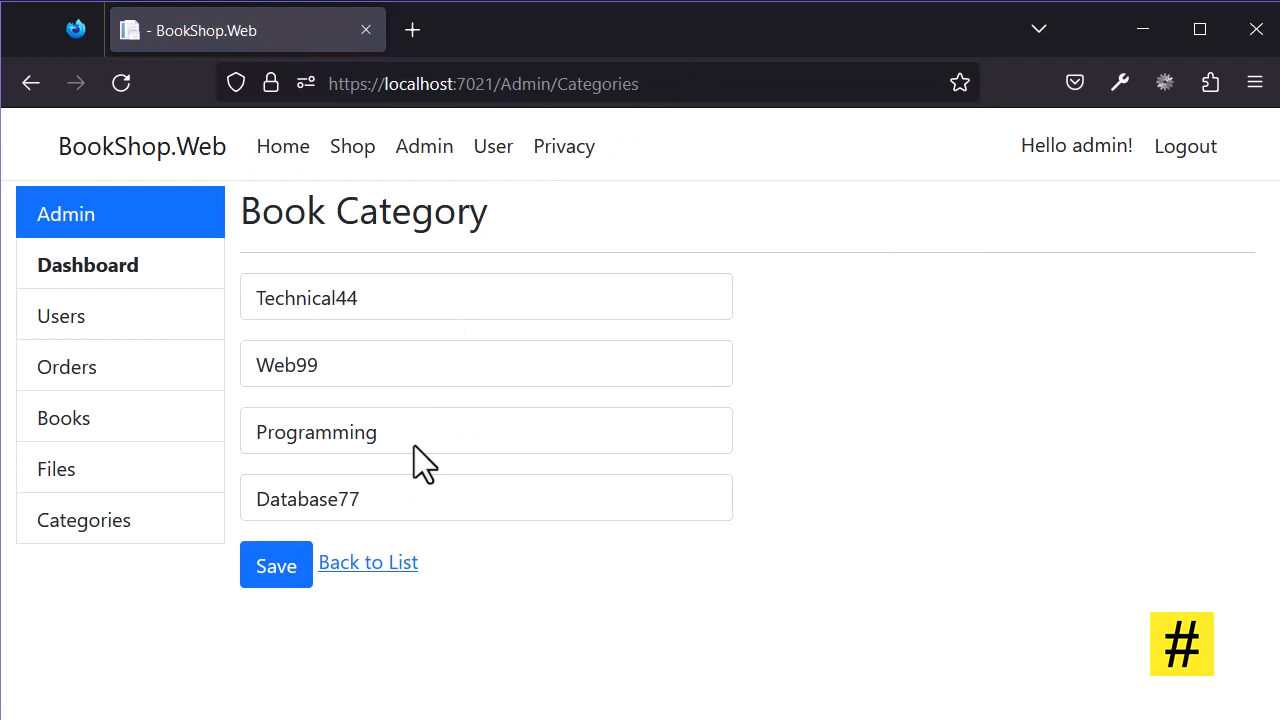 - BookShop.Web
https://localhost:7021/Admin/Categories
BookShop.Web Home Shop Admin User Privacy Hello admin! Logout
Admin
Dashboard
Users
Orders
Books
Files
Categories
Book Category
Technical44
Web99
Programming
Database77
Save Back to List
#